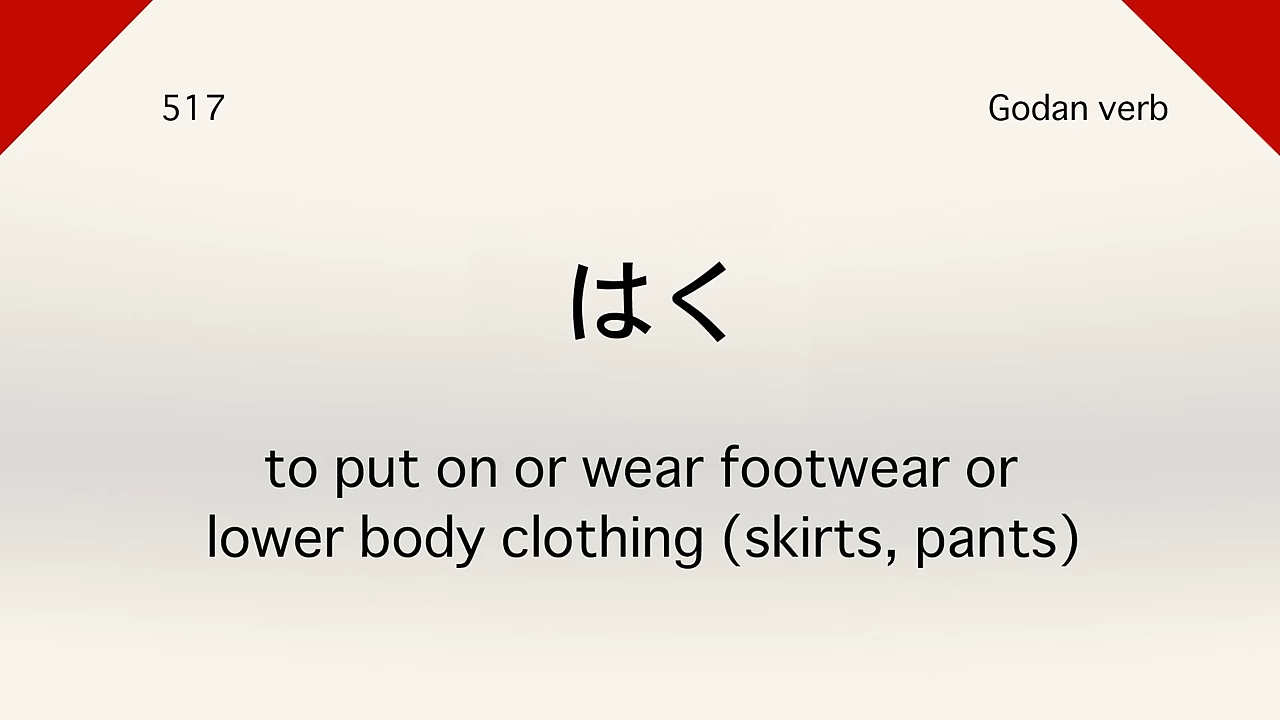 517
Godan verb
はく
to put on or wear footwear or
lower body clothing (skirts, pants)